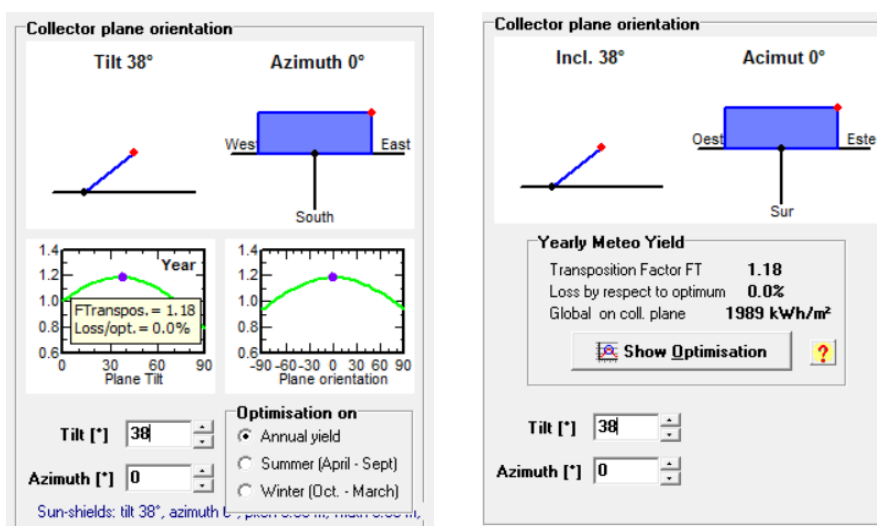 Collector plane orientation
Tilt 38°
Azimuth 0°
West
East
South
1.4
1.2
1.0
0.8
0.6
Year
FTranspos. = 1.18
Loss/opt. = 0.0%
0 30 60 90
Plane Tilt
1.4
1.2
1.0
0.8
0.6
-90 -60 -30 0 30 60 90
Plane orientation
Tilt [°] 38
Azimuth [°] 0
Optimisation on
Annual yield
Summer (April - Sept)
Winter (Oct. - March)
Sun-shields: tilt 38°, azimuth
Collector plane orientation
Incl. 38°
Acimut 0°
Oest
Este
Sur
Yearly Meteo Yield
Transposition Factor FT 1.18
Loss by respect to optimum 0.0%
Global on coll. plane 1989 kWh/m²
Show Optimisation
?
Tilt [°] 38
Azimuth [°] 0